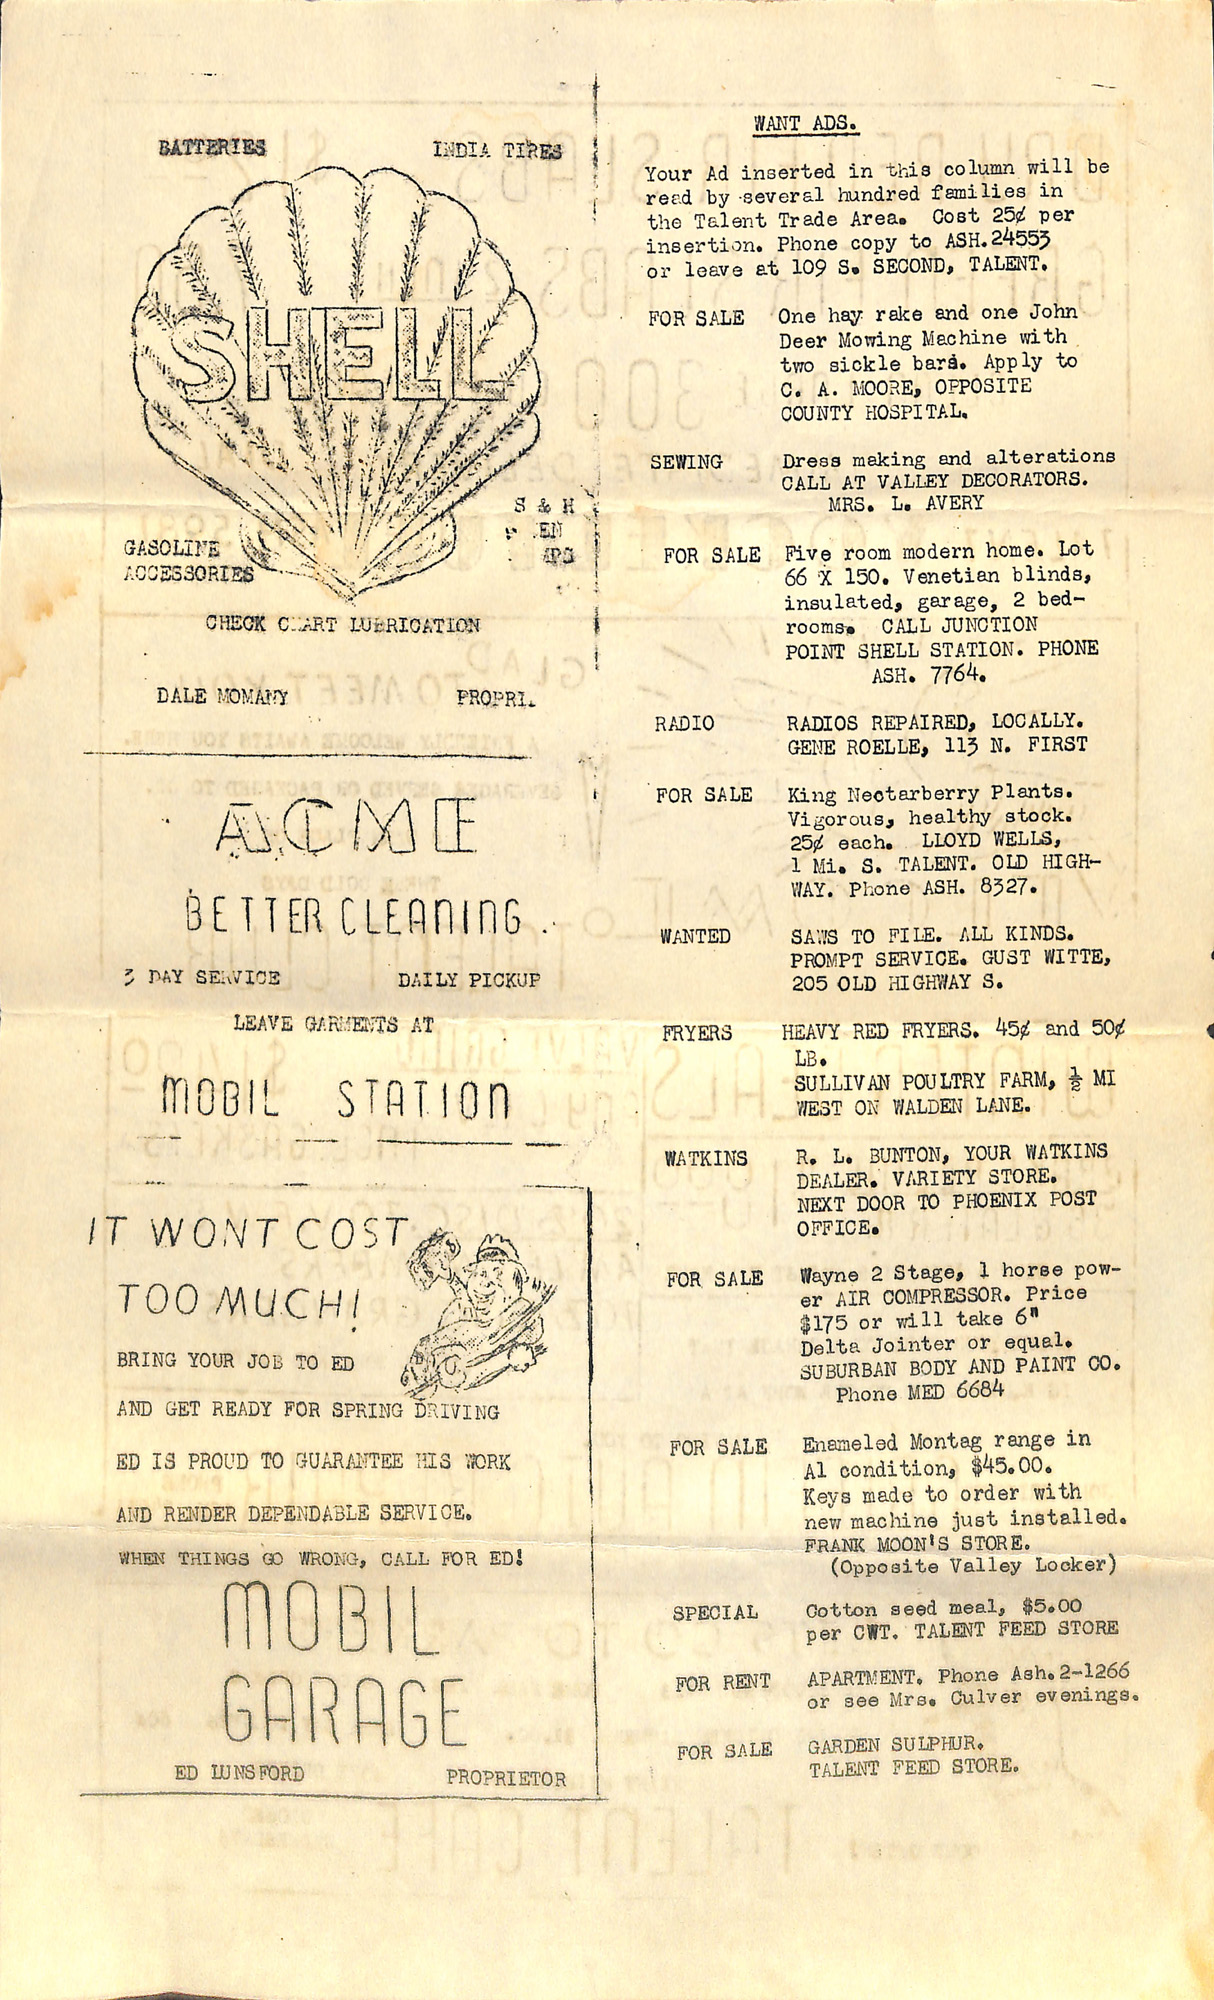 BATTERIES INDIA TIRES
SHELL
S & H
EN
GASOLINE
ACCESSORIES
CHECK C ART LUBRICATION
DALE MOMANY PROPRI.
ACME
BETTER CLEANING.
3 DAY SERVICE DAILY PICKUP
LEAVE GARMENTS AT
MOBIL STATION
IT WONT COST
TOO MUCH!
BRING YOUR JOB TO ED
AND GET READY FOR SPRING DRIVING
ED IS PROUD TO GUARANTEE HIS WORK
AND RENDER DEPENDABLE SERVICE.
WHEN THINGS GO WRONG, CALL FOR ED!
MOBIL
GARAGE
ED LUNSFORD PROPRIETOR
WANT ADS.
Your Ad inserted in this column will be
read by several hundred families in
the Talent Trade Area. Cost 25¢ per
insertion. Phone copy to ASH.24553
or leave at 109 S. SECOND, TALENT.
FOR SALE One hay rake and one John
Deer Mowing Machine with
two sickle bars. Apply to
C. A. MOORE, OPPOSITE
COUNTY HOSPITAL.
SEWING Dress making and alterations
CALL AT VALLEY DECORATORS.
MRS. L. AVERY
FOR SALE Five room modern home. Lot
66 X 150. Venetian blinds,
insulated, garage, 2 bed-
rooms. CALL JUNCTION
POINT SHELL STATION. PHONE
ASH. 7764.
RADIO RADIOS REPAIRED, LOCALLY.
GENE ROELLE, 113 N. FIRST
FOR SALE King Nectarberry Plants.
Vigorous, healthy stock.
25¢ each. LLOYD WELLS,
1 Mi. S. TALENT. OLD HIGH-
WAY. Phone ASH. 8327.
WANTED SAWS TO FILE. ALL KINDS.
PROMPT SERVICE. GUST WITTE,
205 OLD HIGHWAY S.
FRYERS HEAVY RED FRYERS. 45¢ and 50¢
LB.
SULLIVAN POULTRY FARM, ½ MI
WEST ON WALDEN LANE.
WATKINS R. L. BUNTON, YOUR WATKINS
DEALER. VARIETY STORE.
NEXT DOOR TO PHOENIX POST
OFFICE.
FOR SALE Wayne 2 Stage, 1 horse pow-
er AIR COMPRESSOR. Price
$175 or will take 6"
Delta Jointer or equal.
SUBURBAN BODY AND PAINT CO.
Phone MED 6684
FOR SALE Enameled Montag range in
A1 condition, $45.00.
Keys made to order with
new machine just installed.
FRANK MOON'S STORE.
(Opposite Valley Locker)
SPECIAL Cotton seed meal, $5.00
per CWT. TALENT FEED STORE
FOR RENT APARTMENT. Phone Ash.2-1266
or see Mrs. Culver evenings.
FOR SALE GARDEN SULPHUR.
TALENT FEED STORE.